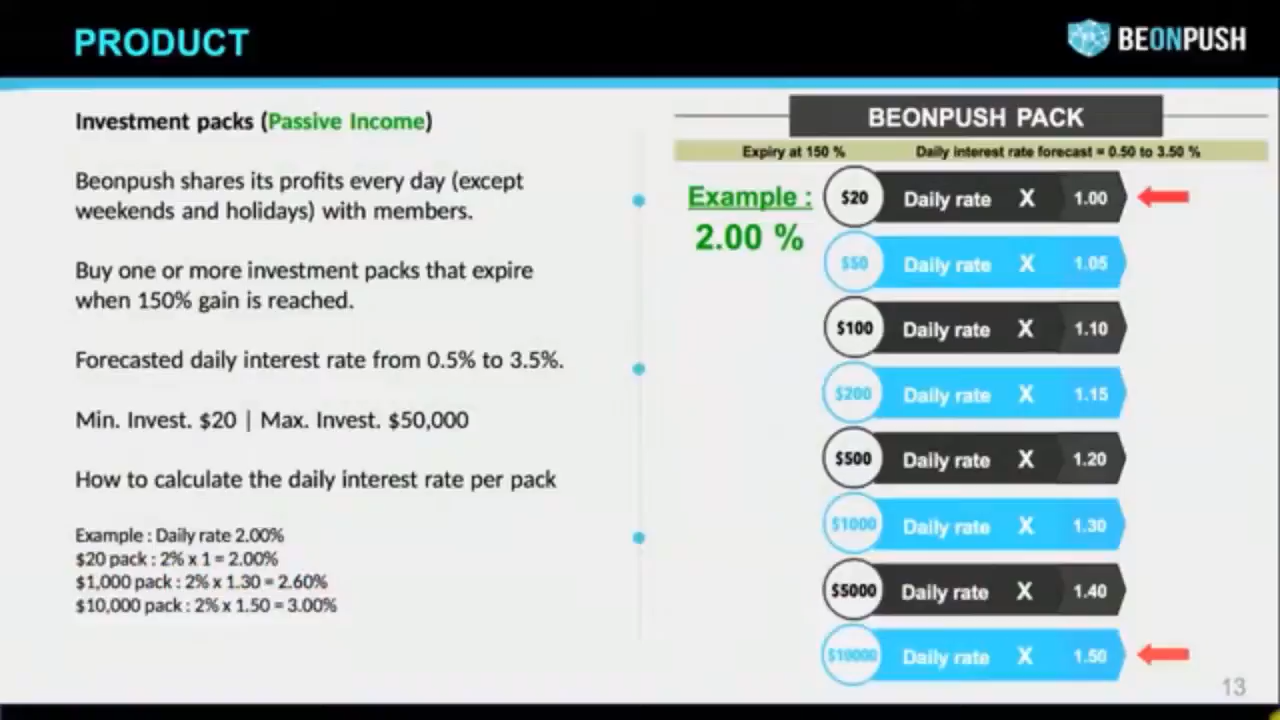 PRODUCT
BEONPUSH
Investment packs (Passive Income)
Beonpush shares its profits every day (except
weekends and holidays) with members.
Buy one or more investment packs that expire
when 150% gain is reached.
Forecasted daily interest rate from 0.5% to 3.5%.
Min. Invest. $20 | Max. Invest. $50,000
How to calculate the daily interest rate per pack
Example : Daily rate 2.00%
$20 pack : 2% x 1 = 2.00%
$1,000 pack : 2% x 1.30 = 2.60%
$10,000 pack : 2% x 1.50 = 3.00%
BEONPUSH PACK
Expiry at 150 % Daily interest rate forecast = 0.50 to 3.50 %
Example :
2.00 %
$20 Daily rate X 1.00
$50 Daily rate X 1.05
$100 Daily rate X 1.10
$200 Daily rate X 1.15
$500 Daily rate X 1.20
$1000 Daily rate X 1.30
$5000 Daily rate X 1.40
$10000 Daily rate X 1.50
13